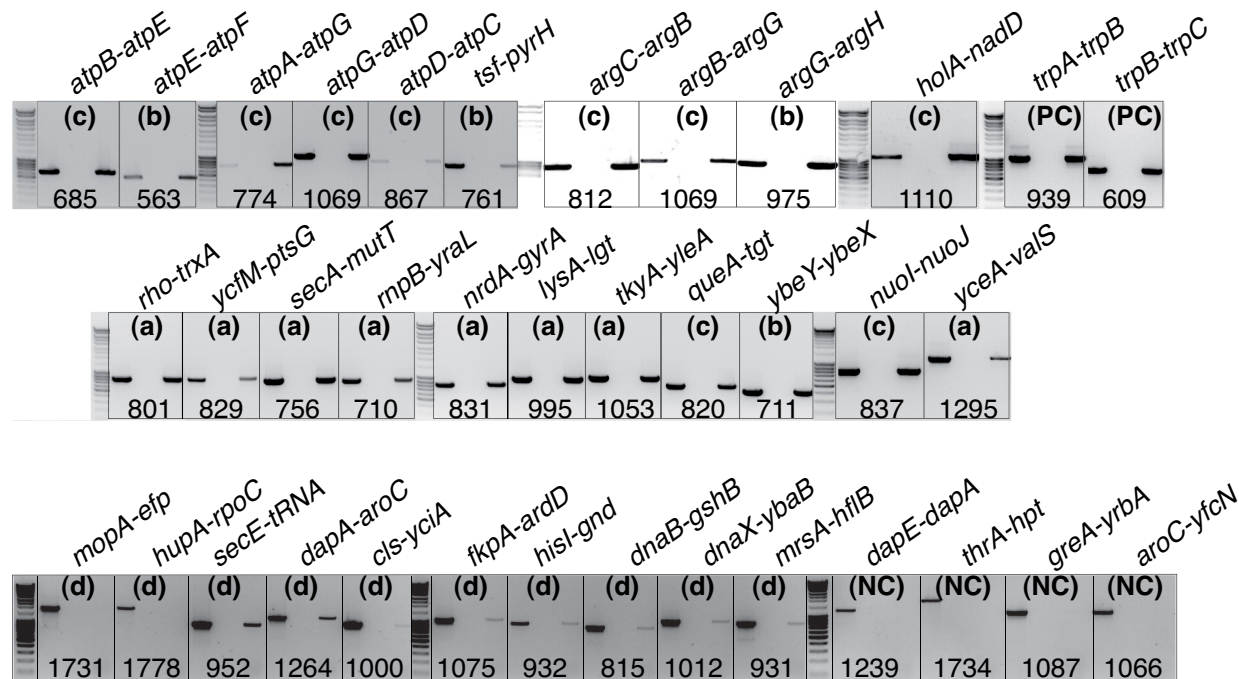 atpB-atpE atpE-atpF atpA-atpG atpG-atpD atpD-atpC tsf-pyrH argC-argB argB-argG argG-argH holA-nadD trpA-trpB trpB-trpC
(c) (b) (c) (c) (c) (b) (c) (c) (b) (c) (PC) (PC)
685 563 774 1069 867 761 812 1069 975 1110 939 609
rho-trxA ycfM-ptsG secA-mutT rnpB-yraL nrdA-gyrA lysA-lgt tkyA-yleA queA-tgt ybeY-ybeX nuoI-nuoJ yceA-valS
(a) (a) (a) (a) (a) (a) (a) (c) (b) (c) (a)
801 829 756 710 831 995 1053 820 711 837 1295
mopA-efp hupA-rpoC secE-tRNA dapA-aroC cls-yciA fkpA-ardD hisI-gnd dnaB-gshB dnaX-ybaB mrsA-hflB dapE-dapA thrA-hpt greA-yrbA aroC-yfcN
(d) (d) (d) (d) (d) (d) (d) (d) (d) (d) (NC) (NC) (NC) (NC)
1731 1778 952 1264 1000 1075 932 815 1012 931 1239 1734 1087 1066